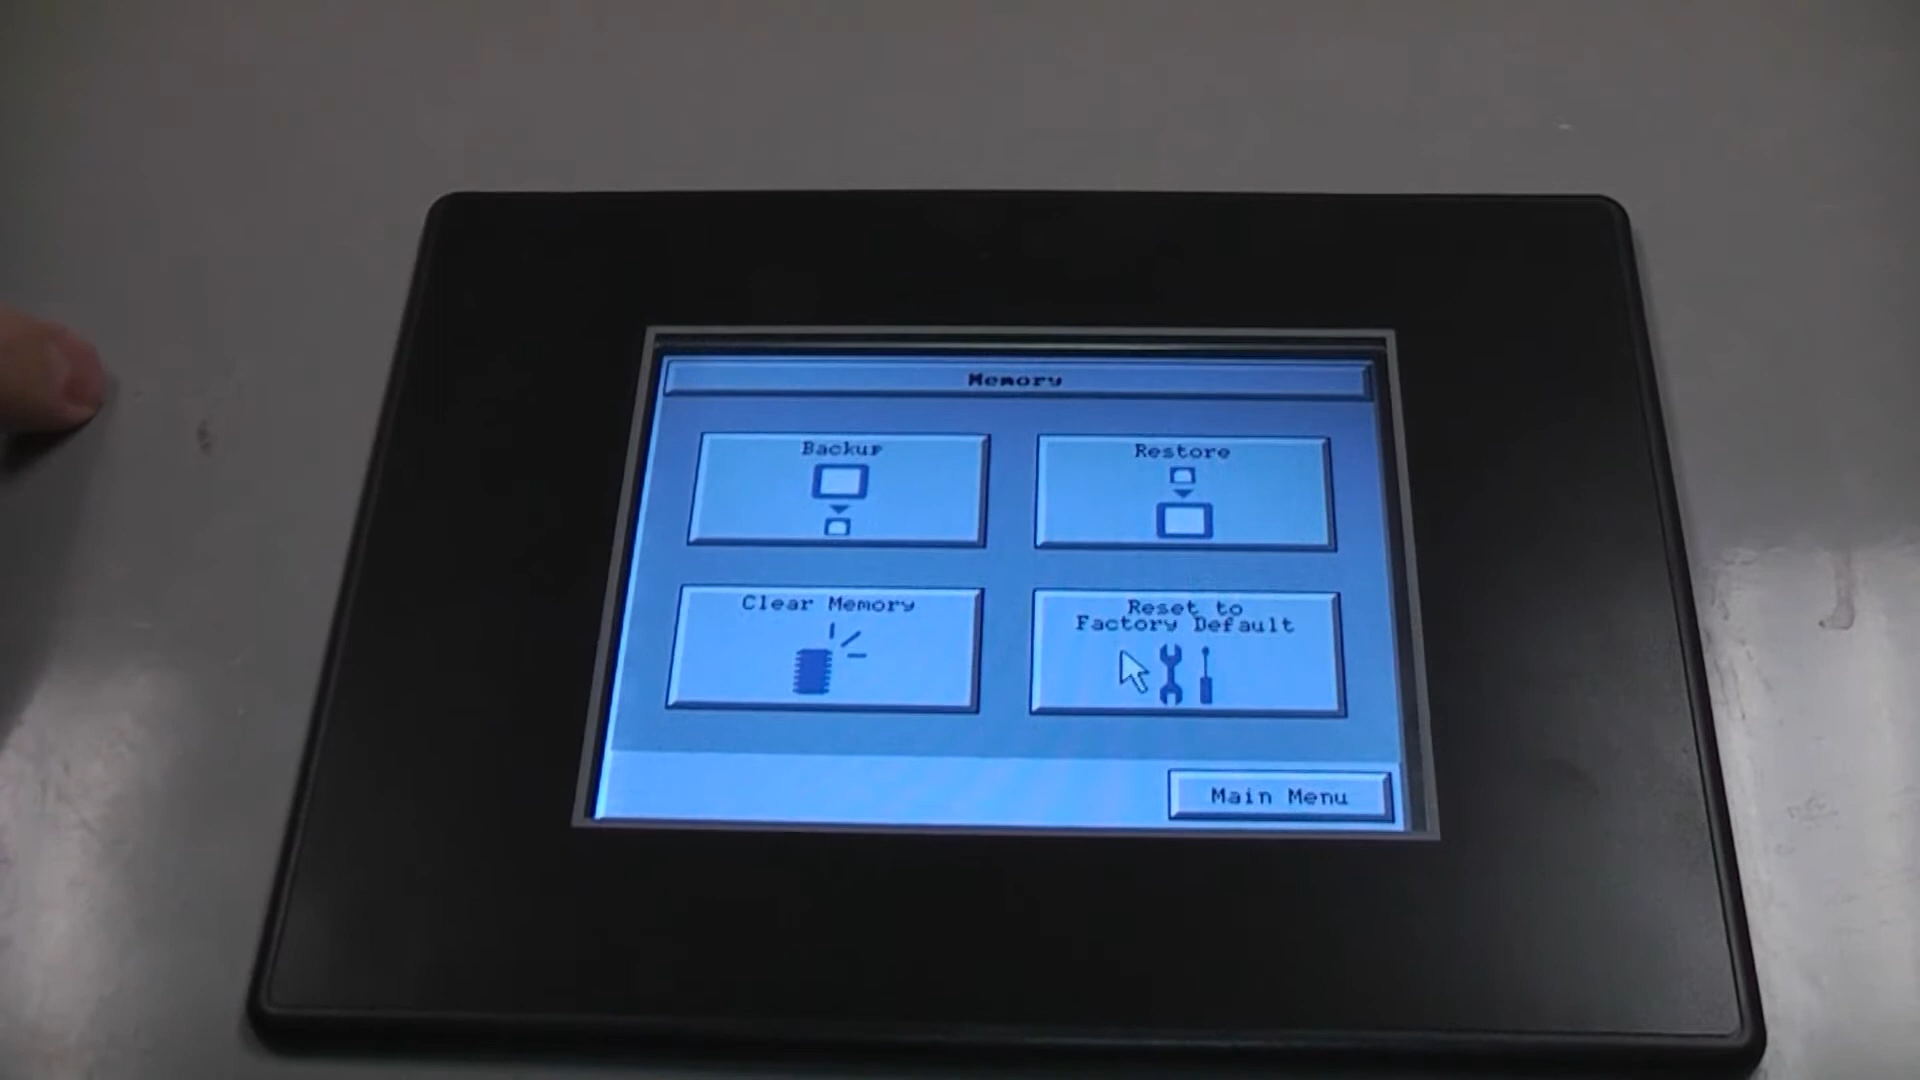 Memory
Backup
Restore
Clear Memory
Reset to
Factory Default
Main Menu